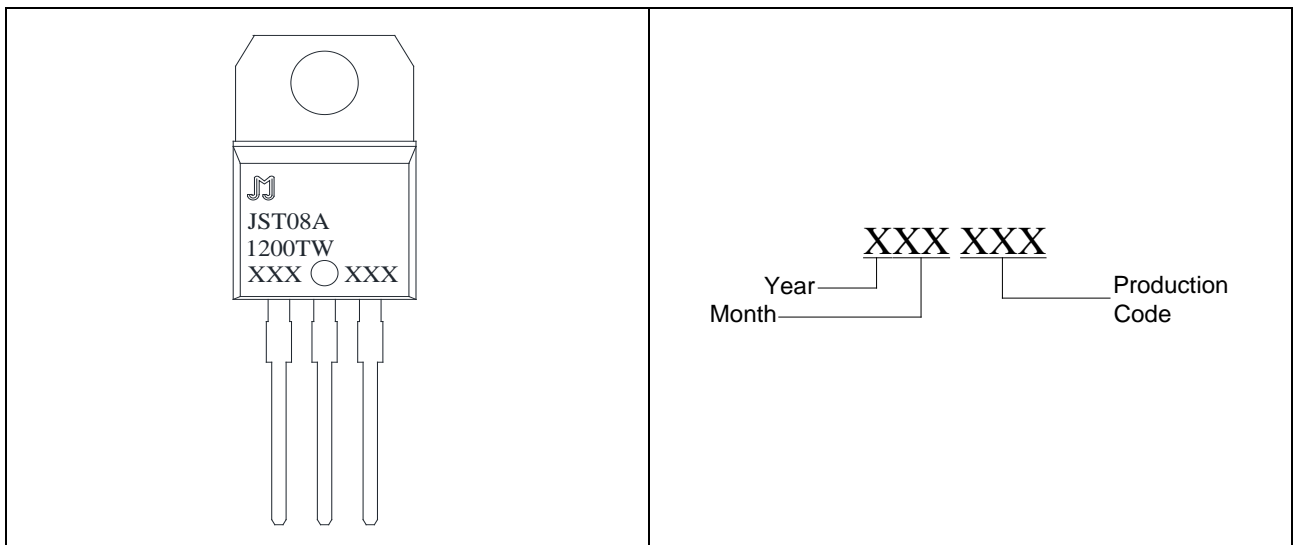 JST08A
1200TW
XXX XXX
XXX XXX
Year
Month
Production
Code